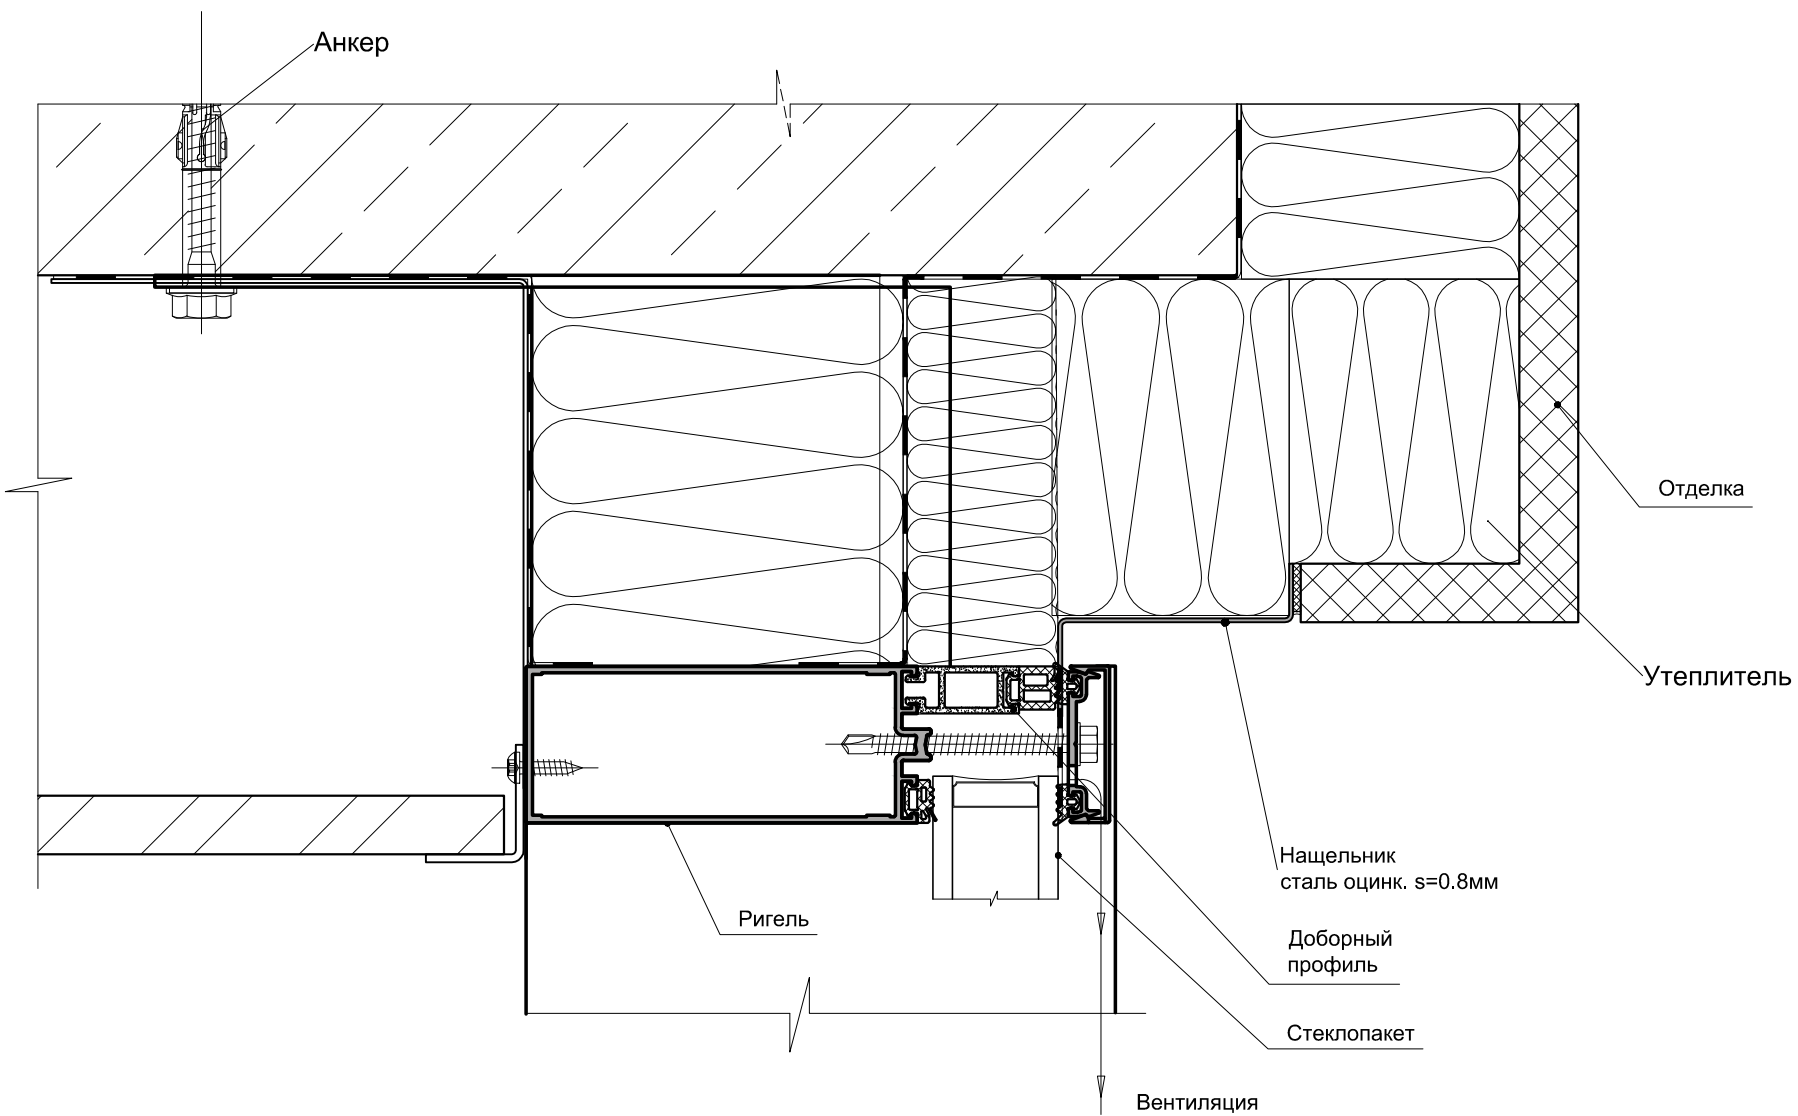 Анкер
Отделка
Утеплитель
Нащельник
сталь оцинк. s=0.8мм
Ригель
Доборный
профиль
Стеклопакет
Вентиляция